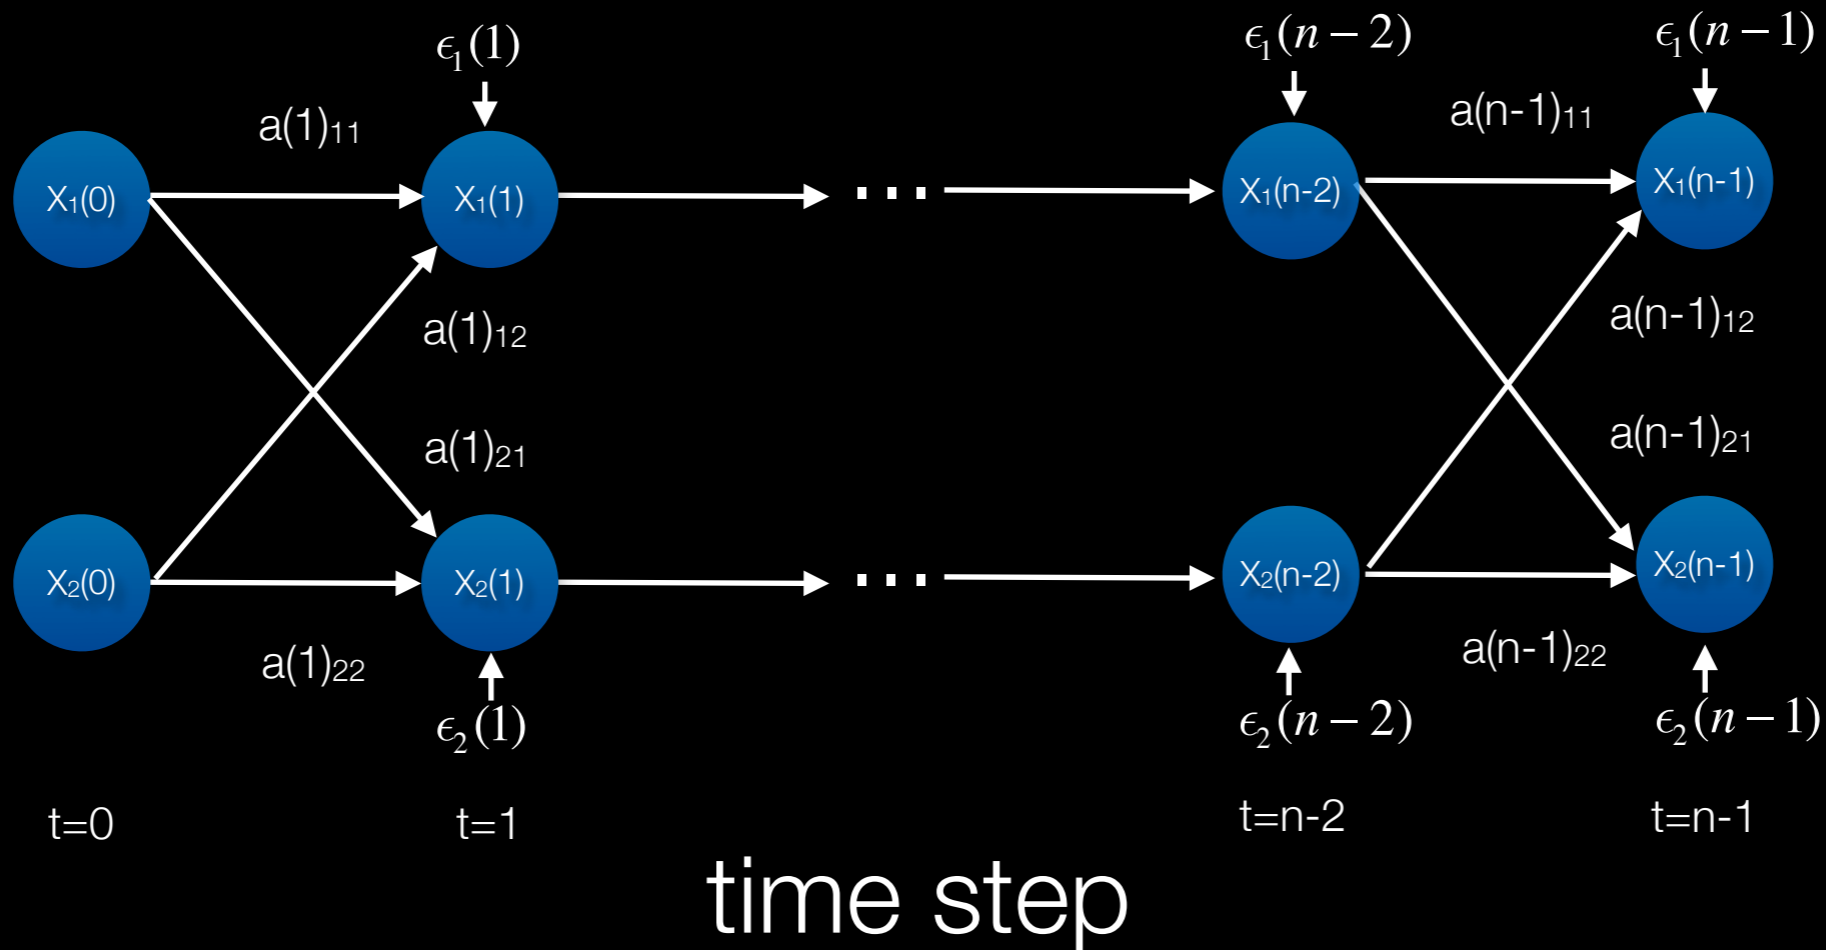 ϵ₁(1) ϵ₁(n − 2) ϵ₁(n − 1)
a(1)₁₁ a(n-1)₁₁
X₁(0) X₁(1) ... X₁(n-2) X₁(n-1)
a(1)₁₂ a(n-1)₁₂
a(1)₂₁ a(n-1)₂₁
X₂(0) X₂(1) ... X₂(n-2) X₂(n-1)
a(1)₂₂ a(n-1)₂₂
ϵ₂(1) ϵ₂(n − 2) ϵ₂(n − 1)
t=0 t=1 t=n-2 t=n-1
time step